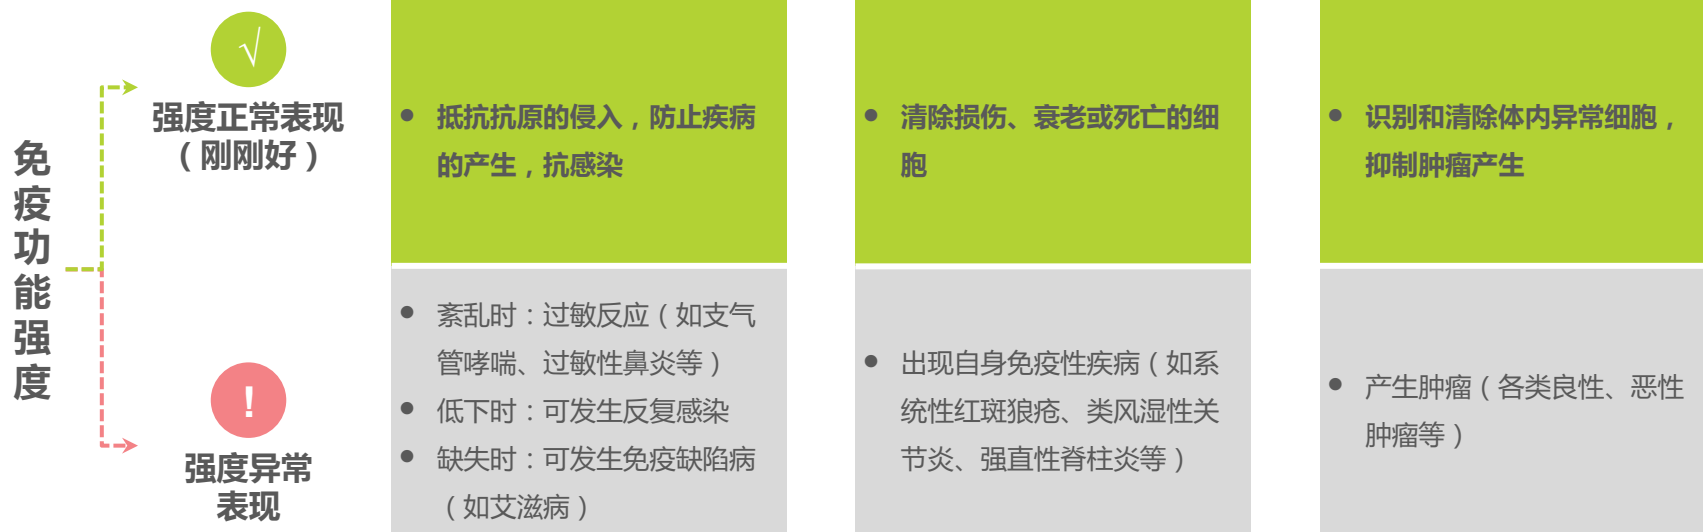 免疫功能强度
√
强度正常表现
（刚刚好）
• 抵抗抗原的侵入，防止疾病
的产生，抗感染
• 清除损伤、衰老或死亡的细
胞
• 识别和清除体内异常细胞，
抑制肿瘤产生
!
强度异常
表现
• 紊乱时：过敏反应（如支气
管哮喘、过敏性鼻炎等）
• 低下时：可发生反复感染
• 缺失时：可发生免疫缺陷病
（如艾滋病）
• 出现自身免疫性疾病（如系
统性红斑狼疮、类风湿性关
节炎、强直性脊柱炎等）
• 产生肿瘤（各类良性、恶性
肿瘤等）